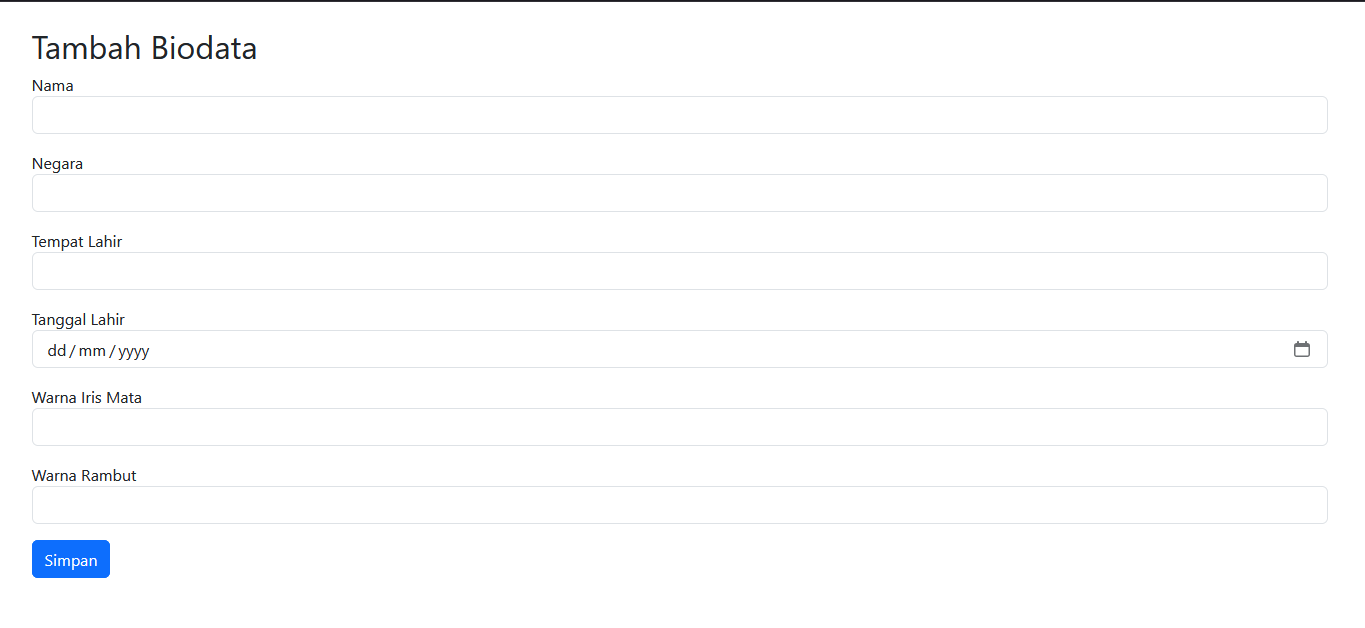 Tambah Biodata
Nama
Negara
Tempat Lahir
Tanggal Lahir
dd/mm/yyyy
Warna Iris Mata
Warna Rambut
Simpan